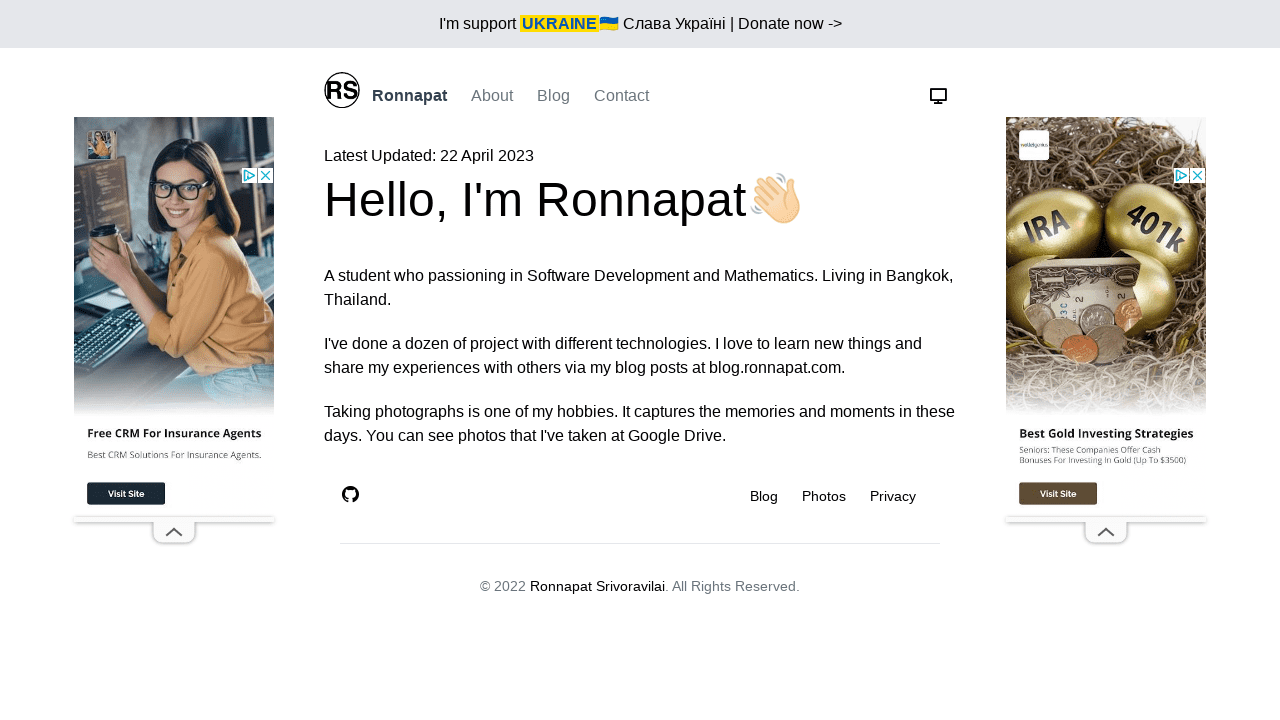 I'm support UKRAINE🇺🇦 Слава Україні | Donate now ->
RS Ronnapat About Blog Contact
Latest Updated: 22 April 2023
Hello, I'm Ronnapat👋🏼
A student who passioning in Software Development and Mathematics. Living in Bangkok,
Thailand.
I've done a dozen of project with different technologies. I love to learn new things and
share my experiences with others via my blog posts at blog.ronnapat.com.
Taking photographs is one of my hobbies. It captures the memories and moments in these
days. You can see photos that I've taken at Google Drive.
Blog Photos Privacy
© 2022 Ronnapat Srivoravilai. All Rights Reserved.
Free CRM For Insurance Agents
Best CRM Solutions For Insurance Agents.
Visit Site
IRA
401k
Best Gold Investing Strategies
Seniors: These Companies Offer Cash
Bonuses For Investing In Gold (Up To $3500)
Visit Site